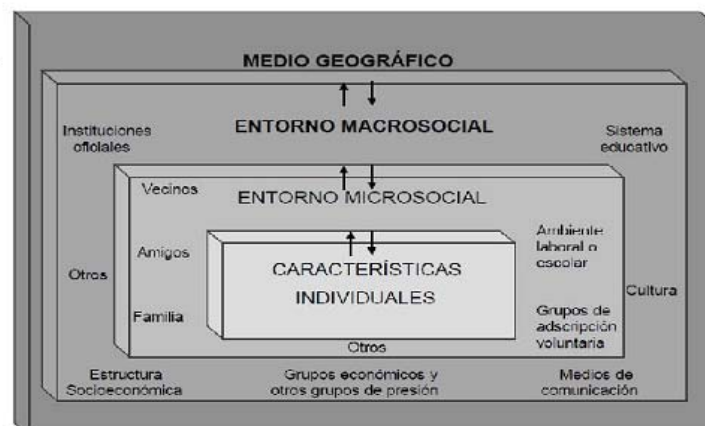 MEDIO GEOGRÁFICO
ENTORNO MACROSOCIAL
Instituciones
oficiales
Sistema
educativo
Vecinos
ENTORNO MICROSOCIAL
Amigos
Ambiente
laboral o
escolar
CARACTERÍSTICAS
INDIVIDUALES
Otros
Cultura
Familia
Grupos de
adscripción
voluntaria
Otros
Estructura
Socioeconómica
Grupos económicos y
otros grupos de presión
Medios de
comunicación